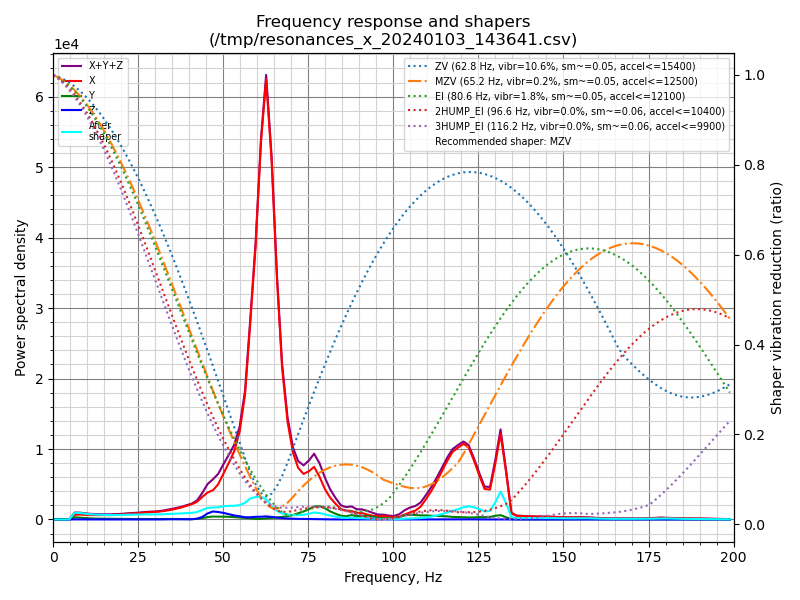 Frequency response and shapers
(/tmp/resonances_x_20240103_143641.csv)
1e4
X+Y+Z
X
Y
Z
After
shaper
ZV (62.8 Hz, vibr=10.6%, sm~=0.05, accel<=15400)
MZV (65.2 Hz, vibr=0.2%, sm~=0.05, accel<=12500)
EI (80.6 Hz, vibr=1.8%, sm~=0.05, accel<=12100)
2HUMP_EI (96.6 Hz, vibr=0.0%, sm~=0.06, accel<=10400)
3HUMP_EI (116.2 Hz, vibr=0.0%, sm~=0.06, accel<=9900)
Recommended shaper: MZV
Power spectral density
6
5
4
3
2
1
0
1.0
0.8
0.6
0.4
0.2
0.0
Shaper vibration reduction (ratio)
0 25 50 75 100 125 150 175 200
Frequency, Hz